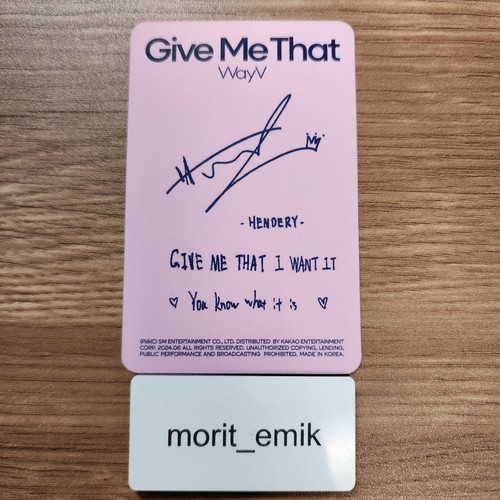 Give Me That
WayV
- HENDERY -
GIVE ME THAT I WANT IT
♡ You know what it is ♡
(P)&(C) SM ENTERTAINMENT CO., LTD. DISTRIBUTED BY KAKAO ENTERTAINMENT
CORP. 2024.06 ALL RIGHTS RESERVED. UNAUTHORIZED COPYING, LENDING,
PUBLIC PERFORMANCE AND BROADCASTING PROHIBITED. MADE IN KOREA.
morit_emik